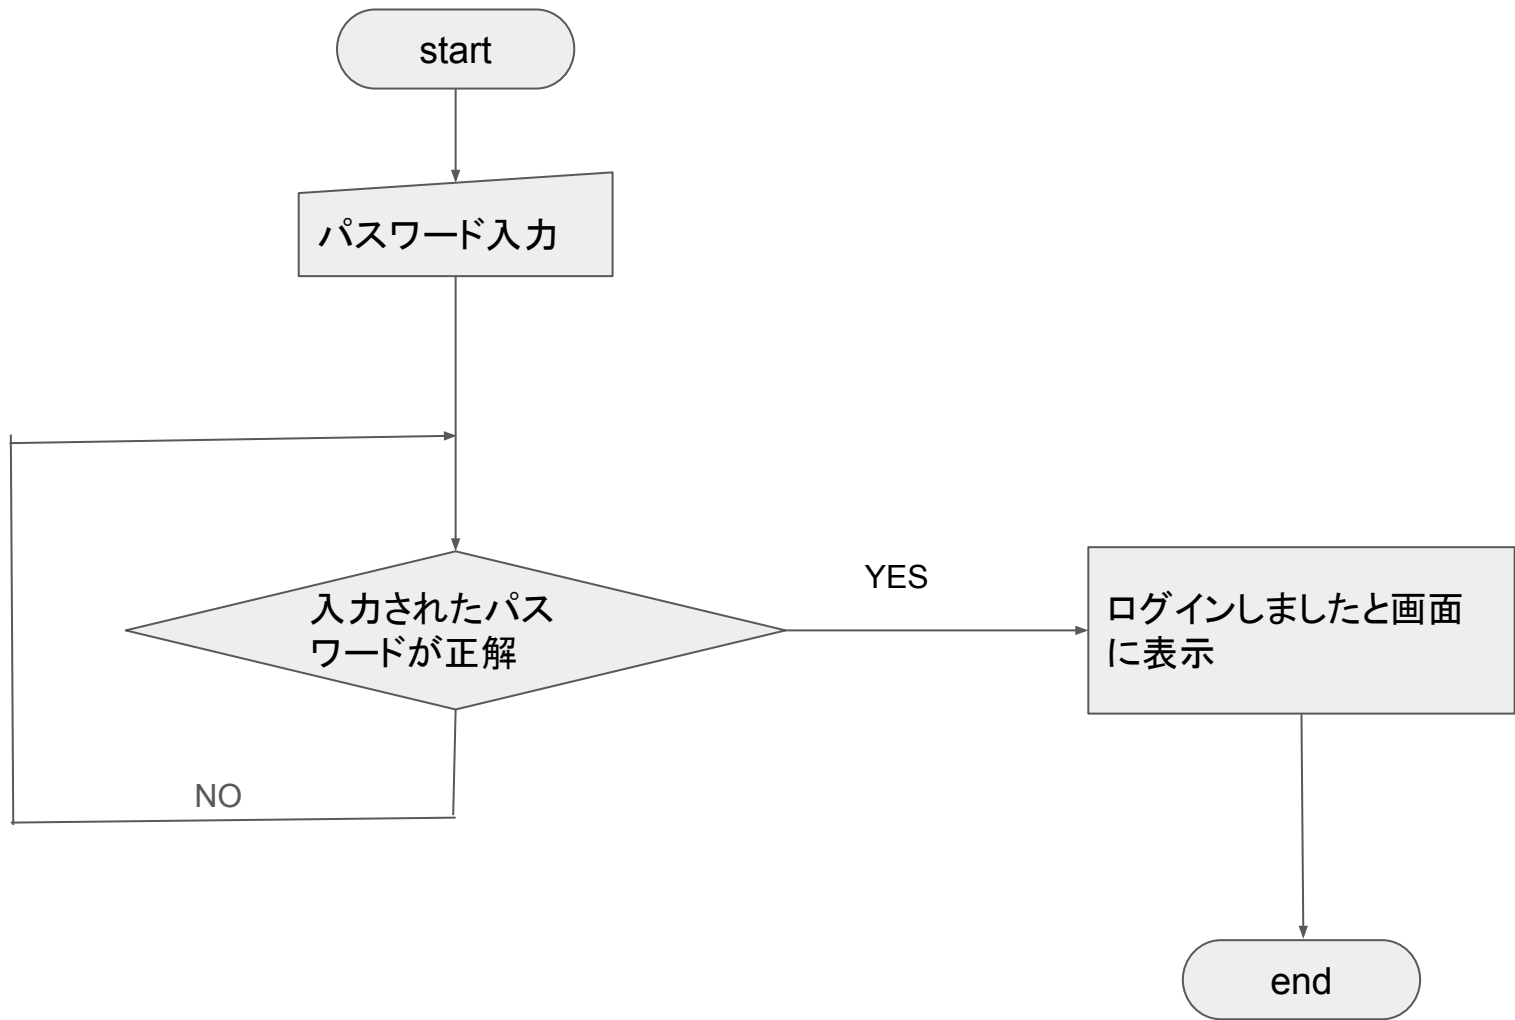 start
パスワード入力
入力されたパス
ワードが正解
YES
ログインしましたと画面
に表示
NO
end